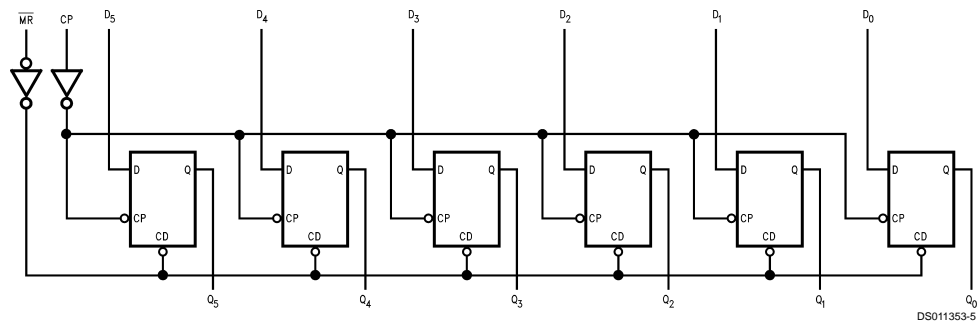 M̅R̅ CP D5 D4 D3 D2 D1 D0
D Q D Q D Q D Q D Q D Q
CP CP CP CP CP CP
CD CD CD CD CD CD
Q5 Q4 Q3 Q2 Q1 Q0
DS011353-5